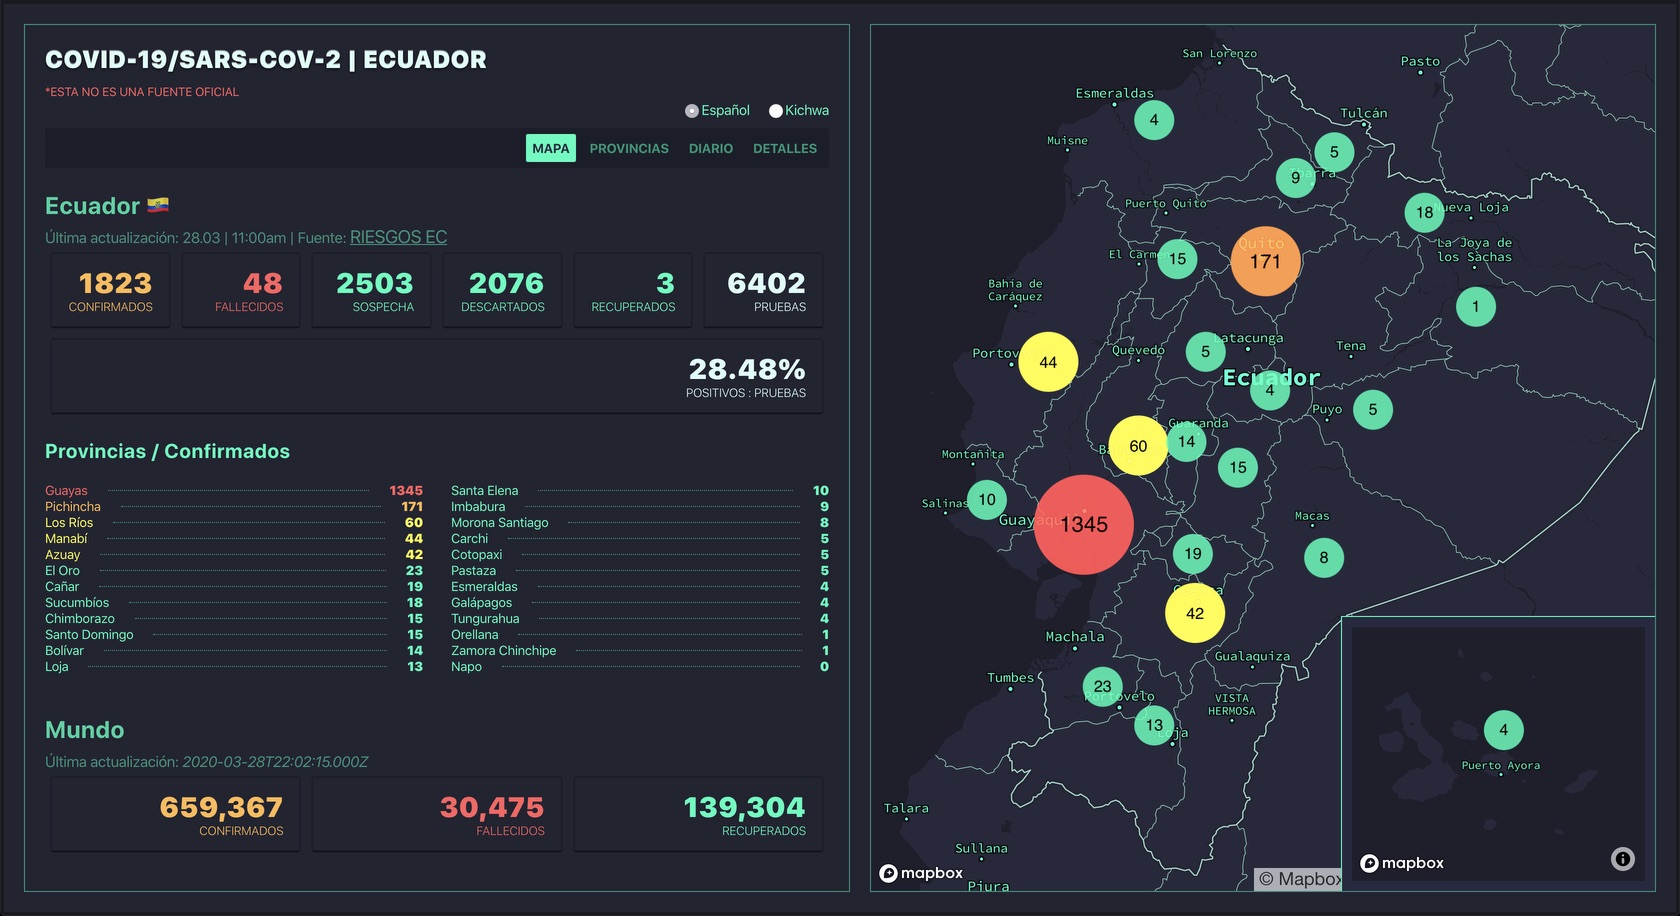 COVID-19/SARS-COV-2 | ECUADOR
*ESTA NO ES UNA FUENTE OFICIAL
Español Kichwa
MAPA PROVINCIAS DIARIO DETALLES
Ecuador
Última actualización: 28.03 | 11:00am | Fuente: RIESGOS EC
1823 48 2503 2076 3 6402
CONFIRMADOS FALLECIDOS SOSPECHA DESCARTADOS RECUPERADOS PRUEBAS
28.48%
POSITIVOS : PRUEBAS
Provincias / Confirmados
Guayas 1345
Pichincha 171
Los Ríos 60
Manabí 44
Azuay 42
El Oro 23
Cañar 19
Sucumbíos 18
Chimborazo 15
Santo Domingo 15
Bolívar 14
Loja 13
Santa Elena 10
Imbabura 9
Morona Santiago 8
Carchi 5
Cotopaxi 5
Pastaza 5
Esmeraldas 4
Galápagos 4
Tungurahua 4
Orellana 1
Zamora Chinchipe 1
Napo 0
Mundo
Última actualización: 2020-03-28T22:02:15.000Z
659,367 30,475 139,304
CONFIRMADOS FALLECIDOS RECUPERADOS
San Lorenzo
Pasto
Esmeraldas
4
Tulcán
Muisne
5
9
Puerto Quito
18
Nueva Loja
Quito
La Joya de
los Sachas
El Carmen
15
171
Bahía de
Caráquez
1
Latacunga
Tena
Quevedo
5
44
Ecuador
4
Puyo
5
Guaranda
60
14
Montañita
15
10
Salinas
Macas
1345
19
8
42
Machala
Gualaquiza
Tumbes
23
Portovelo
VISTA
HERMOSA
13
Loja
4
Puerto Ayora
Talara
Sullana
Piura
mapbox
© Mapbox
mapbox